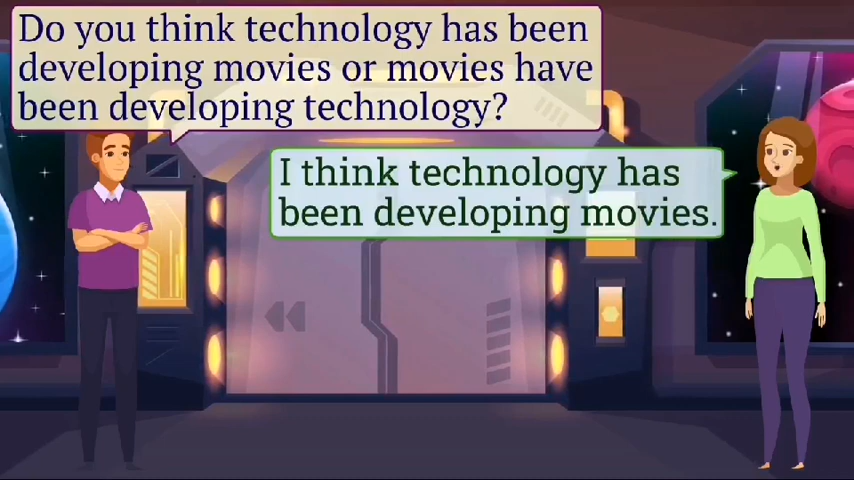 Do you think technology has been
developing movies or movies have
been developing technology?
I think technology has
been developing movies.